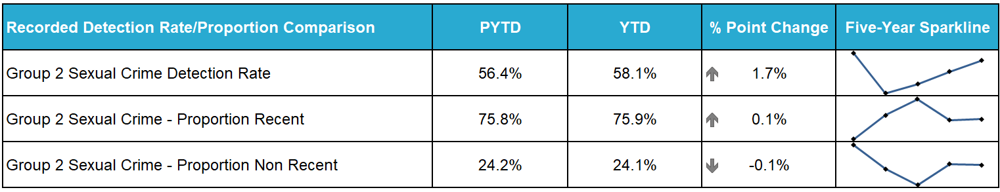 Recorded Detection Rate/Proportion Comparison PYTD YTD % Point Change Five-Year Sparkline
Group 2 Sexual Crime Detection Rate 56.4% 58.1% 1.7%
Group 2 Sexual Crime - Proportion Recent 75.8% 75.9% 0.1%
Group 2 Sexual Crime - Proportion Non Recent 24.2% 24.1% -0.1%